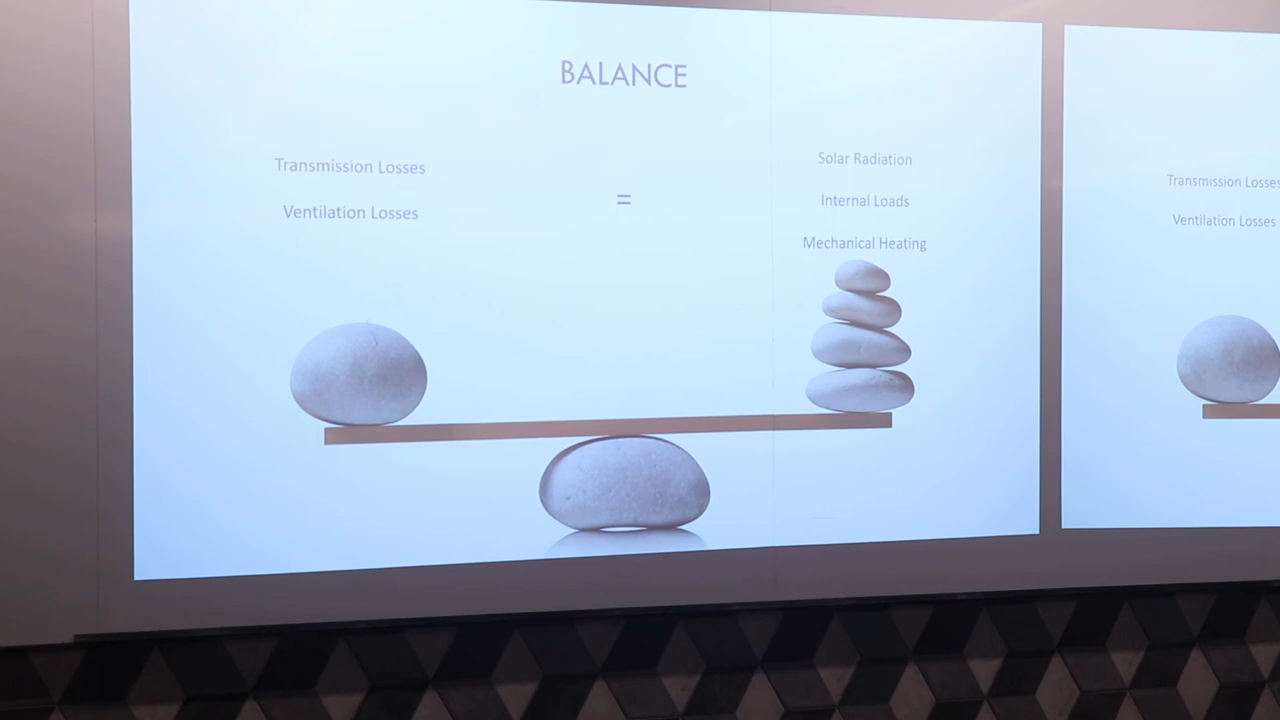 BALANCE
Transmission Losses
Ventilation Losses
=
Solar Radiation
Internal Loads
Mechanical Heating
Transmission Losses
Ventilation Losses